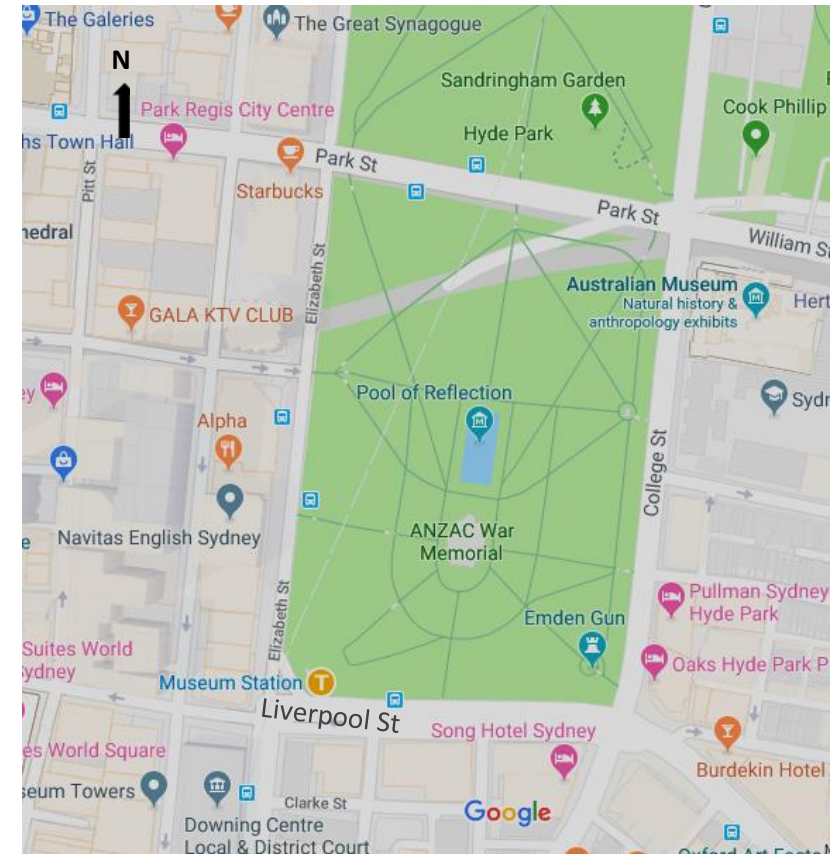 The Galeries
The Great Synagogue
N
Sandringham Garden
Park Regis City Centre
Cook Phillip
Hyde Park
hs Town Hall
Park St
Pitt St
Starbucks
Park St
hedral
William St
Elizabeth St
Australian Museum
Natural history &
anthropology exhibits
Hert
GALA KTV CLUB
Pool of Reflection
ey
Sydr
Alpha
College St
Navitas English Sydney
e
ANZAC War
Memorial
Elizabeth St
Pullman Sydney
Hyde Park
Emden Gun
Suites World
Sydney
Oaks Hyde Park P
Museum Station
T
Liverpool St
Song Hotel Sydney
es World Square
Burdekin Hotel
seum Towers
Clarke St
Google
Downing Centre
Local & District Court